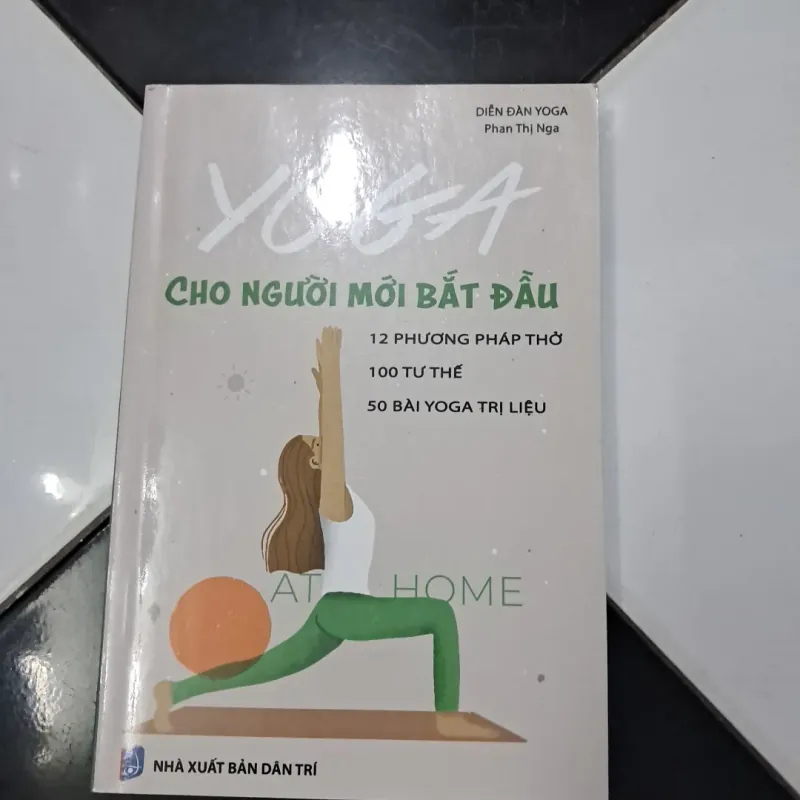 DIỄN ĐÀN YOGA
Phan Thị Nga
YOGA
CHO NGƯỜI MỚI BẮT ĐẦU
12 PHƯƠNG PHÁP THỞ
100 TƯ THẾ
50 BÀI YOGA TRỊ LIỆU
AT HOME
NHÀ XUẤT BẢN DÂN TRÍ